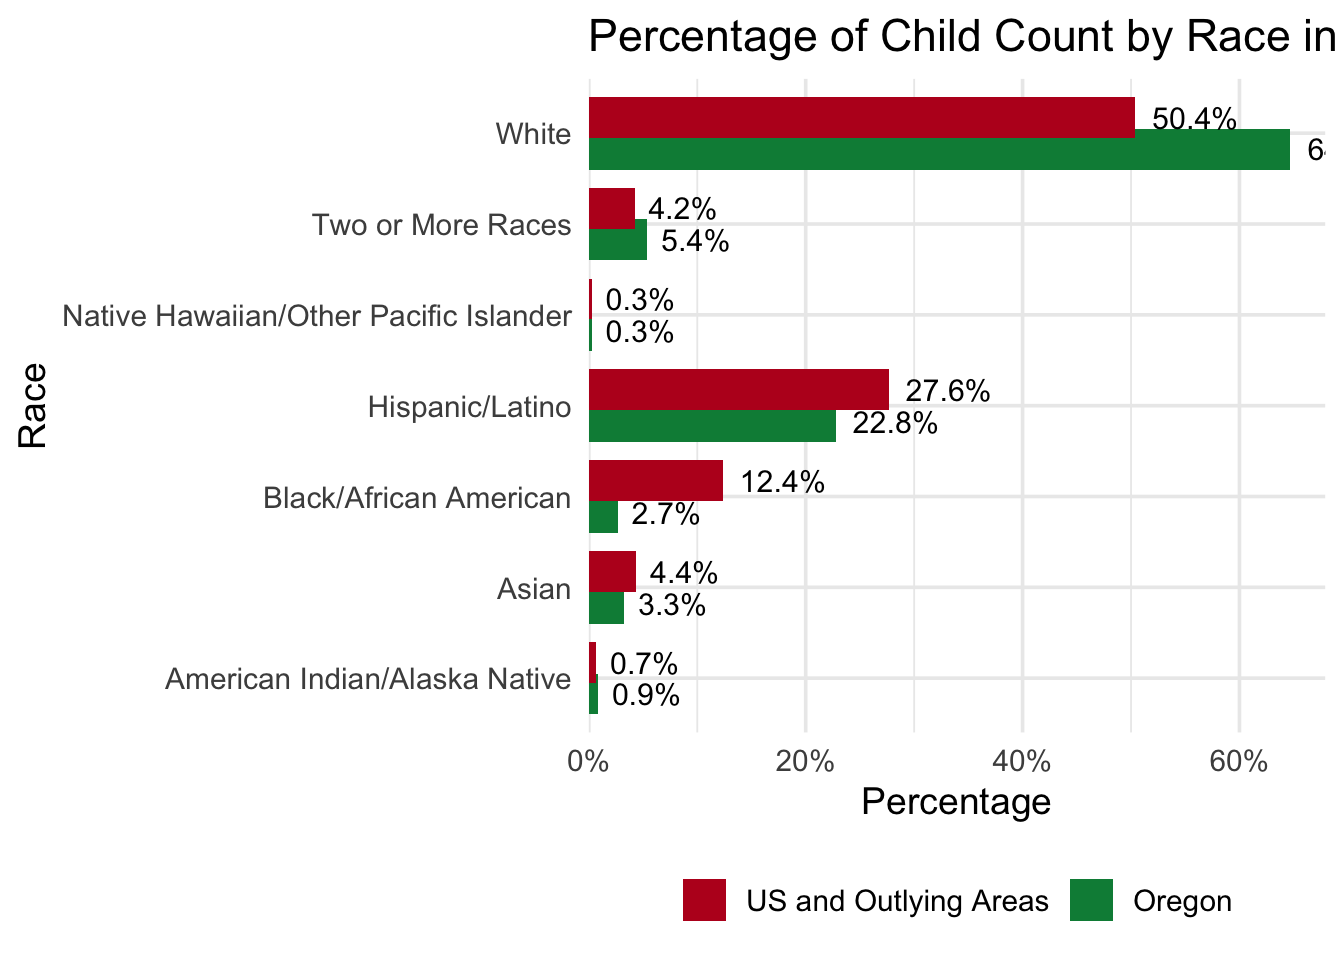 Percentage of Child Count by Race in
White
50.4%
Two or More Races
4.2%
5.4%
Native Hawaiian/Other Pacific Islander
0.3%
0.3%
Hispanic/Latino
27.6%
22.8%
Black/African American
12.4%
2.7%
Asian
4.4%
3.3%
American Indian/Alaska Native
0.7%
0.9%
Race
0% 20% 40% 60%
Percentage
US and Outlying Areas Oregon